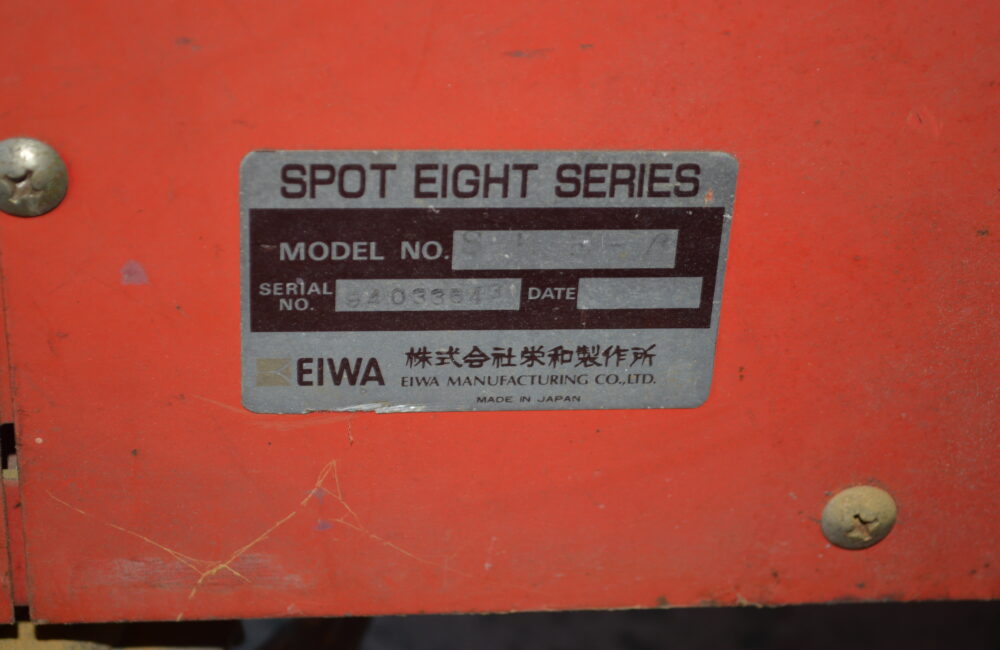 SPOT EIGHT SERIES
MODEL NO.
SERIAL NO. DATE
EIWA 株式会社栄和製作所
EIWA MANUFACTURING CO.,LTD.
MADE IN JAPAN